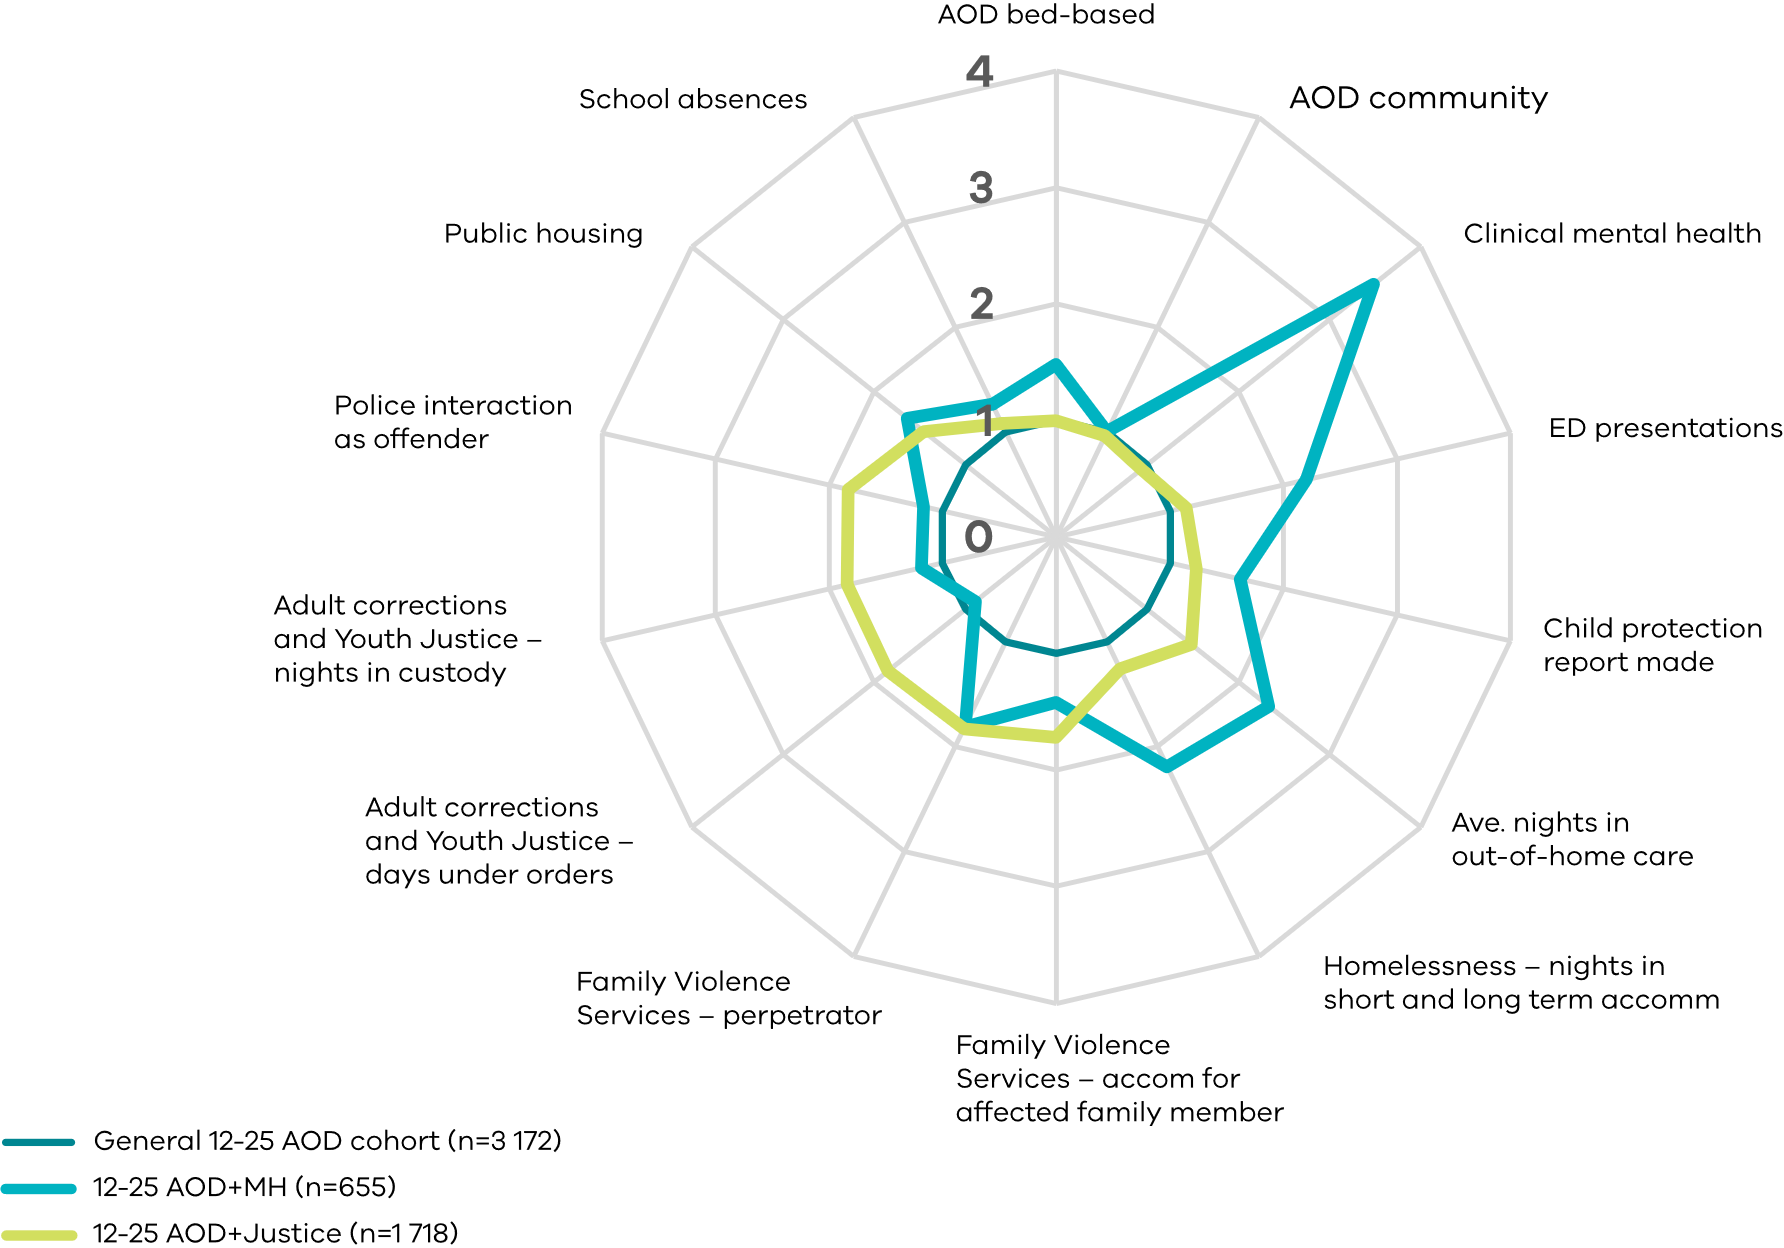 AOD bed-based
4
School absences
AOD community
3
Public housing
Clinical mental health
2
Police interaction
as offender
1
ED presentations
0
Adult corrections
and Youth Justice –
nights in custody
Child protection
report made
Adult corrections
and Youth Justice –
days under orders
Ave. nights in
out-of-home care
Family Violence
Services – perpetrator
Homelessness – nights in
short and long term accomm
Family Violence
Services – accom for
affected family member
General 12-25 AOD cohort (n=3 172)
12-25 AOD+MH (n=655)
12-25 AOD+Justice (n=1 718)